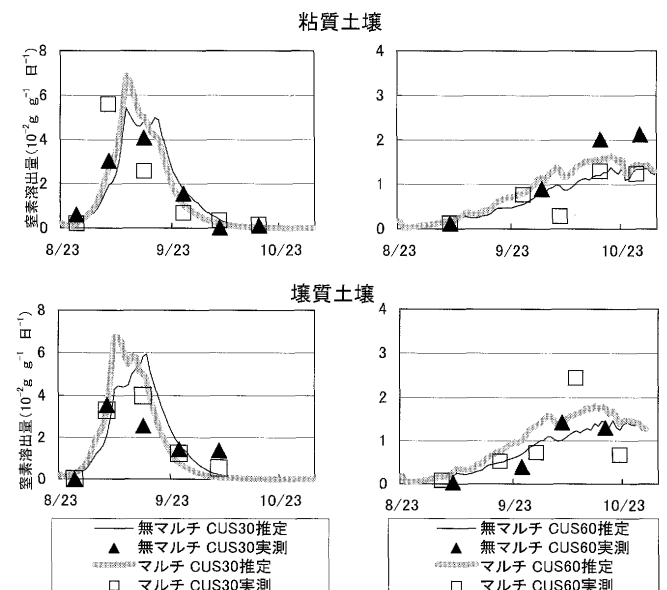 粘質土壌
窒素溶出量(10⁻²g g⁻¹ 日⁻¹)
8
6
4
2
0
8/23 9/23 10/23
4
3
2
1
0
8/23 9/23 10/23
壌質土壌
窒素溶出量(10⁻²g g⁻¹ 日⁻¹)
8
6
4
2
0
8/23 9/23 10/23
4
3
2
1
0
8/23 9/23 10/23
無マルチ CUS30推定
無マルチ CUS30実測
マルチ CUS30推定
マルチ CUS30実測
無マルチ CUS60推定
無マルチ CUS60実測
マルチ CUS60推定
マルチ CUS60実測